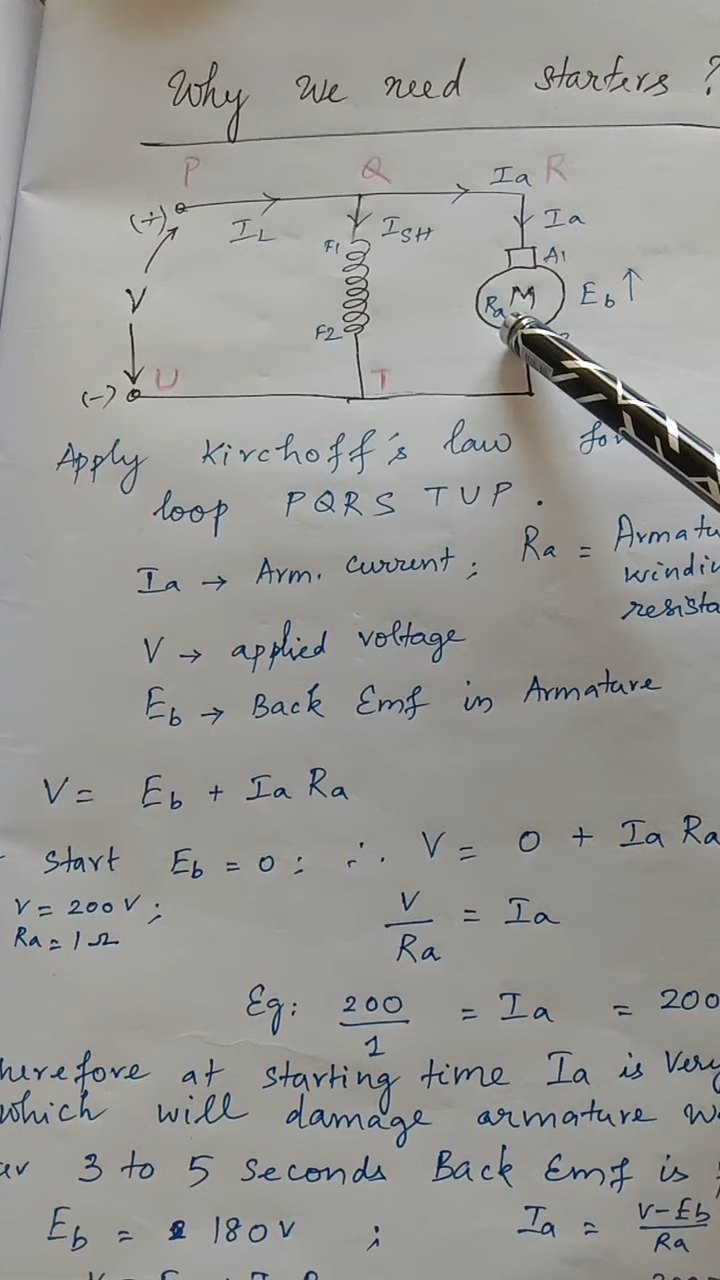 Why we need starters ?
P Q Ia R
(+) IL ISH Ia
F1 A1
V Ra M Eb ↑
F2
(-) U T
Apply Kirchoff's law for
loop PQRS TUP.
Ia → Arm. Current ; Ra = Armatu
windi
resista
V → applied voltage
Eb → Back Emf in Armature
V = Eb + Ia Ra
Start Eb = 0 ; ∴ V = 0 + Ia Ra
V = 200 V ;
Ra = 1 Ω
V/Ra = Ia
Eg: 200/1 = Ia = 200
herefore at starting time Ia is Very
which will damage armature w
3 to 5 seconds Back Emf is
Eb = 180 V ; Ia = V-Eb/Ra